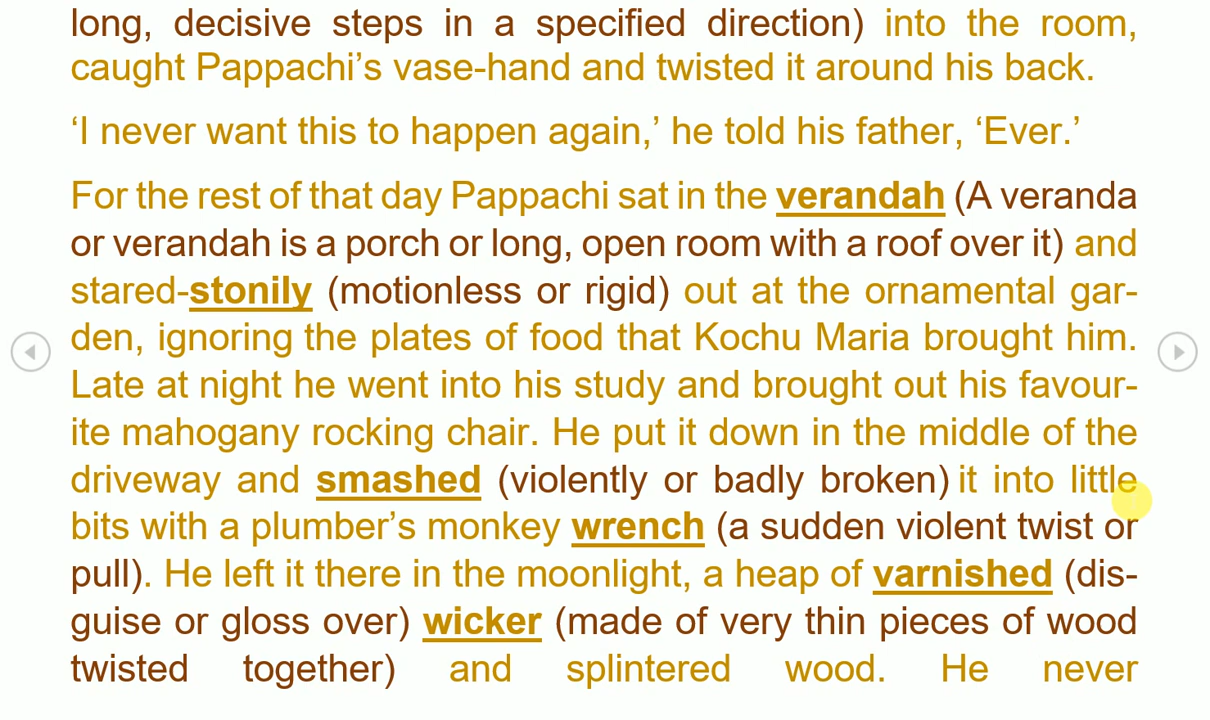 long, decisive steps in a specified direction) into the room,
caught Pappachi’s vase-hand and twisted it around his back.
‘I never want this to happen again,’ he told his father, ‘Ever.’
For the rest of that day Pappachi sat in the verandah (A veranda
or verandah is a porch or long, open room with a roof over it) and
stared-stonily (motionless or rigid) out at the ornamental gar-
den, ignoring the plates of food that Kochu Maria brought him.
Late at night he went into his study and brought out his favour-
ite mahogany rocking chair. He put it down in the middle of the
driveway and smashed (violently or badly broken) it into little
bits with a plumber’s monkey wrench (a sudden violent twist or
pull). He left it there in the moonlight, a heap of varnished (dis-
guise or gloss over) wicker (made of very thin pieces of wood
twisted together) and splintered wood. He never